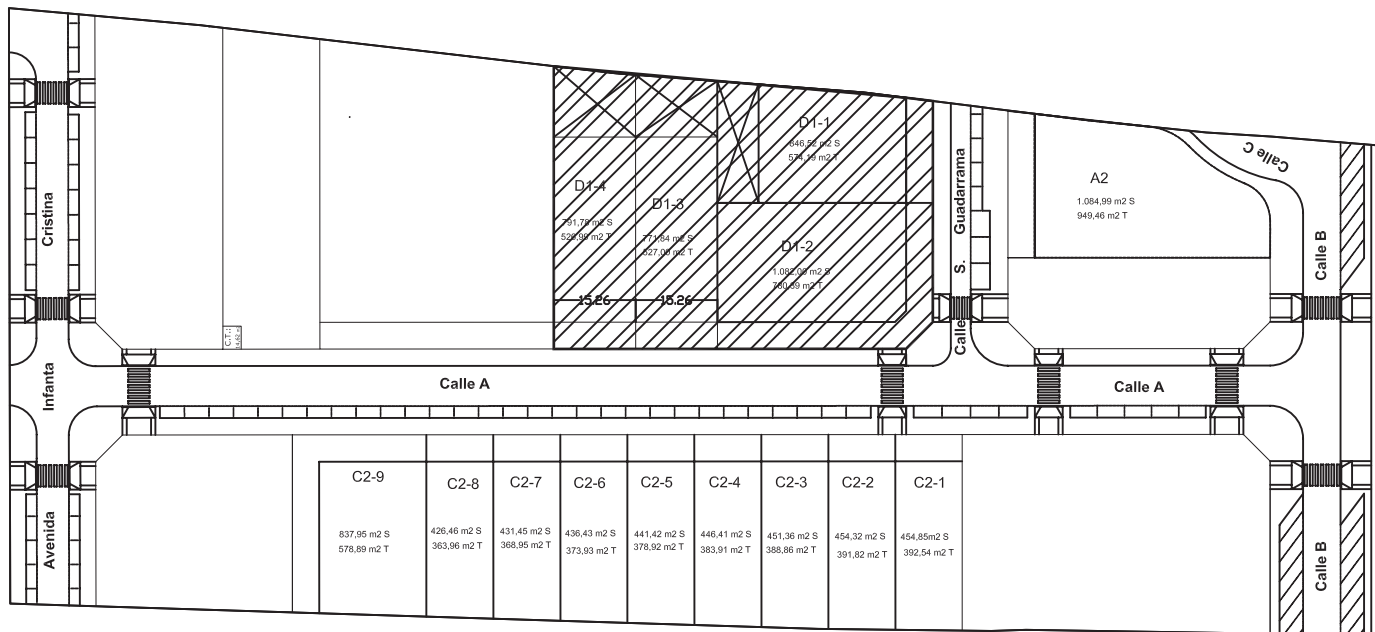 D1-1
646,52 m2 S
574,19 m2 T
D1-4
791,78 m2 S
526,99 m2 T
D1-3
771,84 m2 S
527,00 m2 T
D1-2
1.082,00 m2 S
780,89 m2 T
15.26
15.26
C.T.:
Calle S. Guadarrama
A2
1.084,99 m2 S
949,46 m2 T
Calle C
Calle B
Avenida Infanta Cristina
Calle A
Calle A
C2-9
837,95 m2 S
578,89 m2 T
C2-8
426,46 m2 S
363,96 m2 T
C2-7
431,45 m2 S
368,95 m2 T
C2-6
436,43 m2 S
373,93 m2 T
C2-5
441,42 m2 S
378,92 m2 T
C2-4
446,41 m2 S
383,91 m2 T
C2-3
451,36 m2 S
388,86 m2 T
C2-2
454,32 m2 S
391,82 m2 T
C2-1
454,85m2 S
392,54 m2 T
Calle B